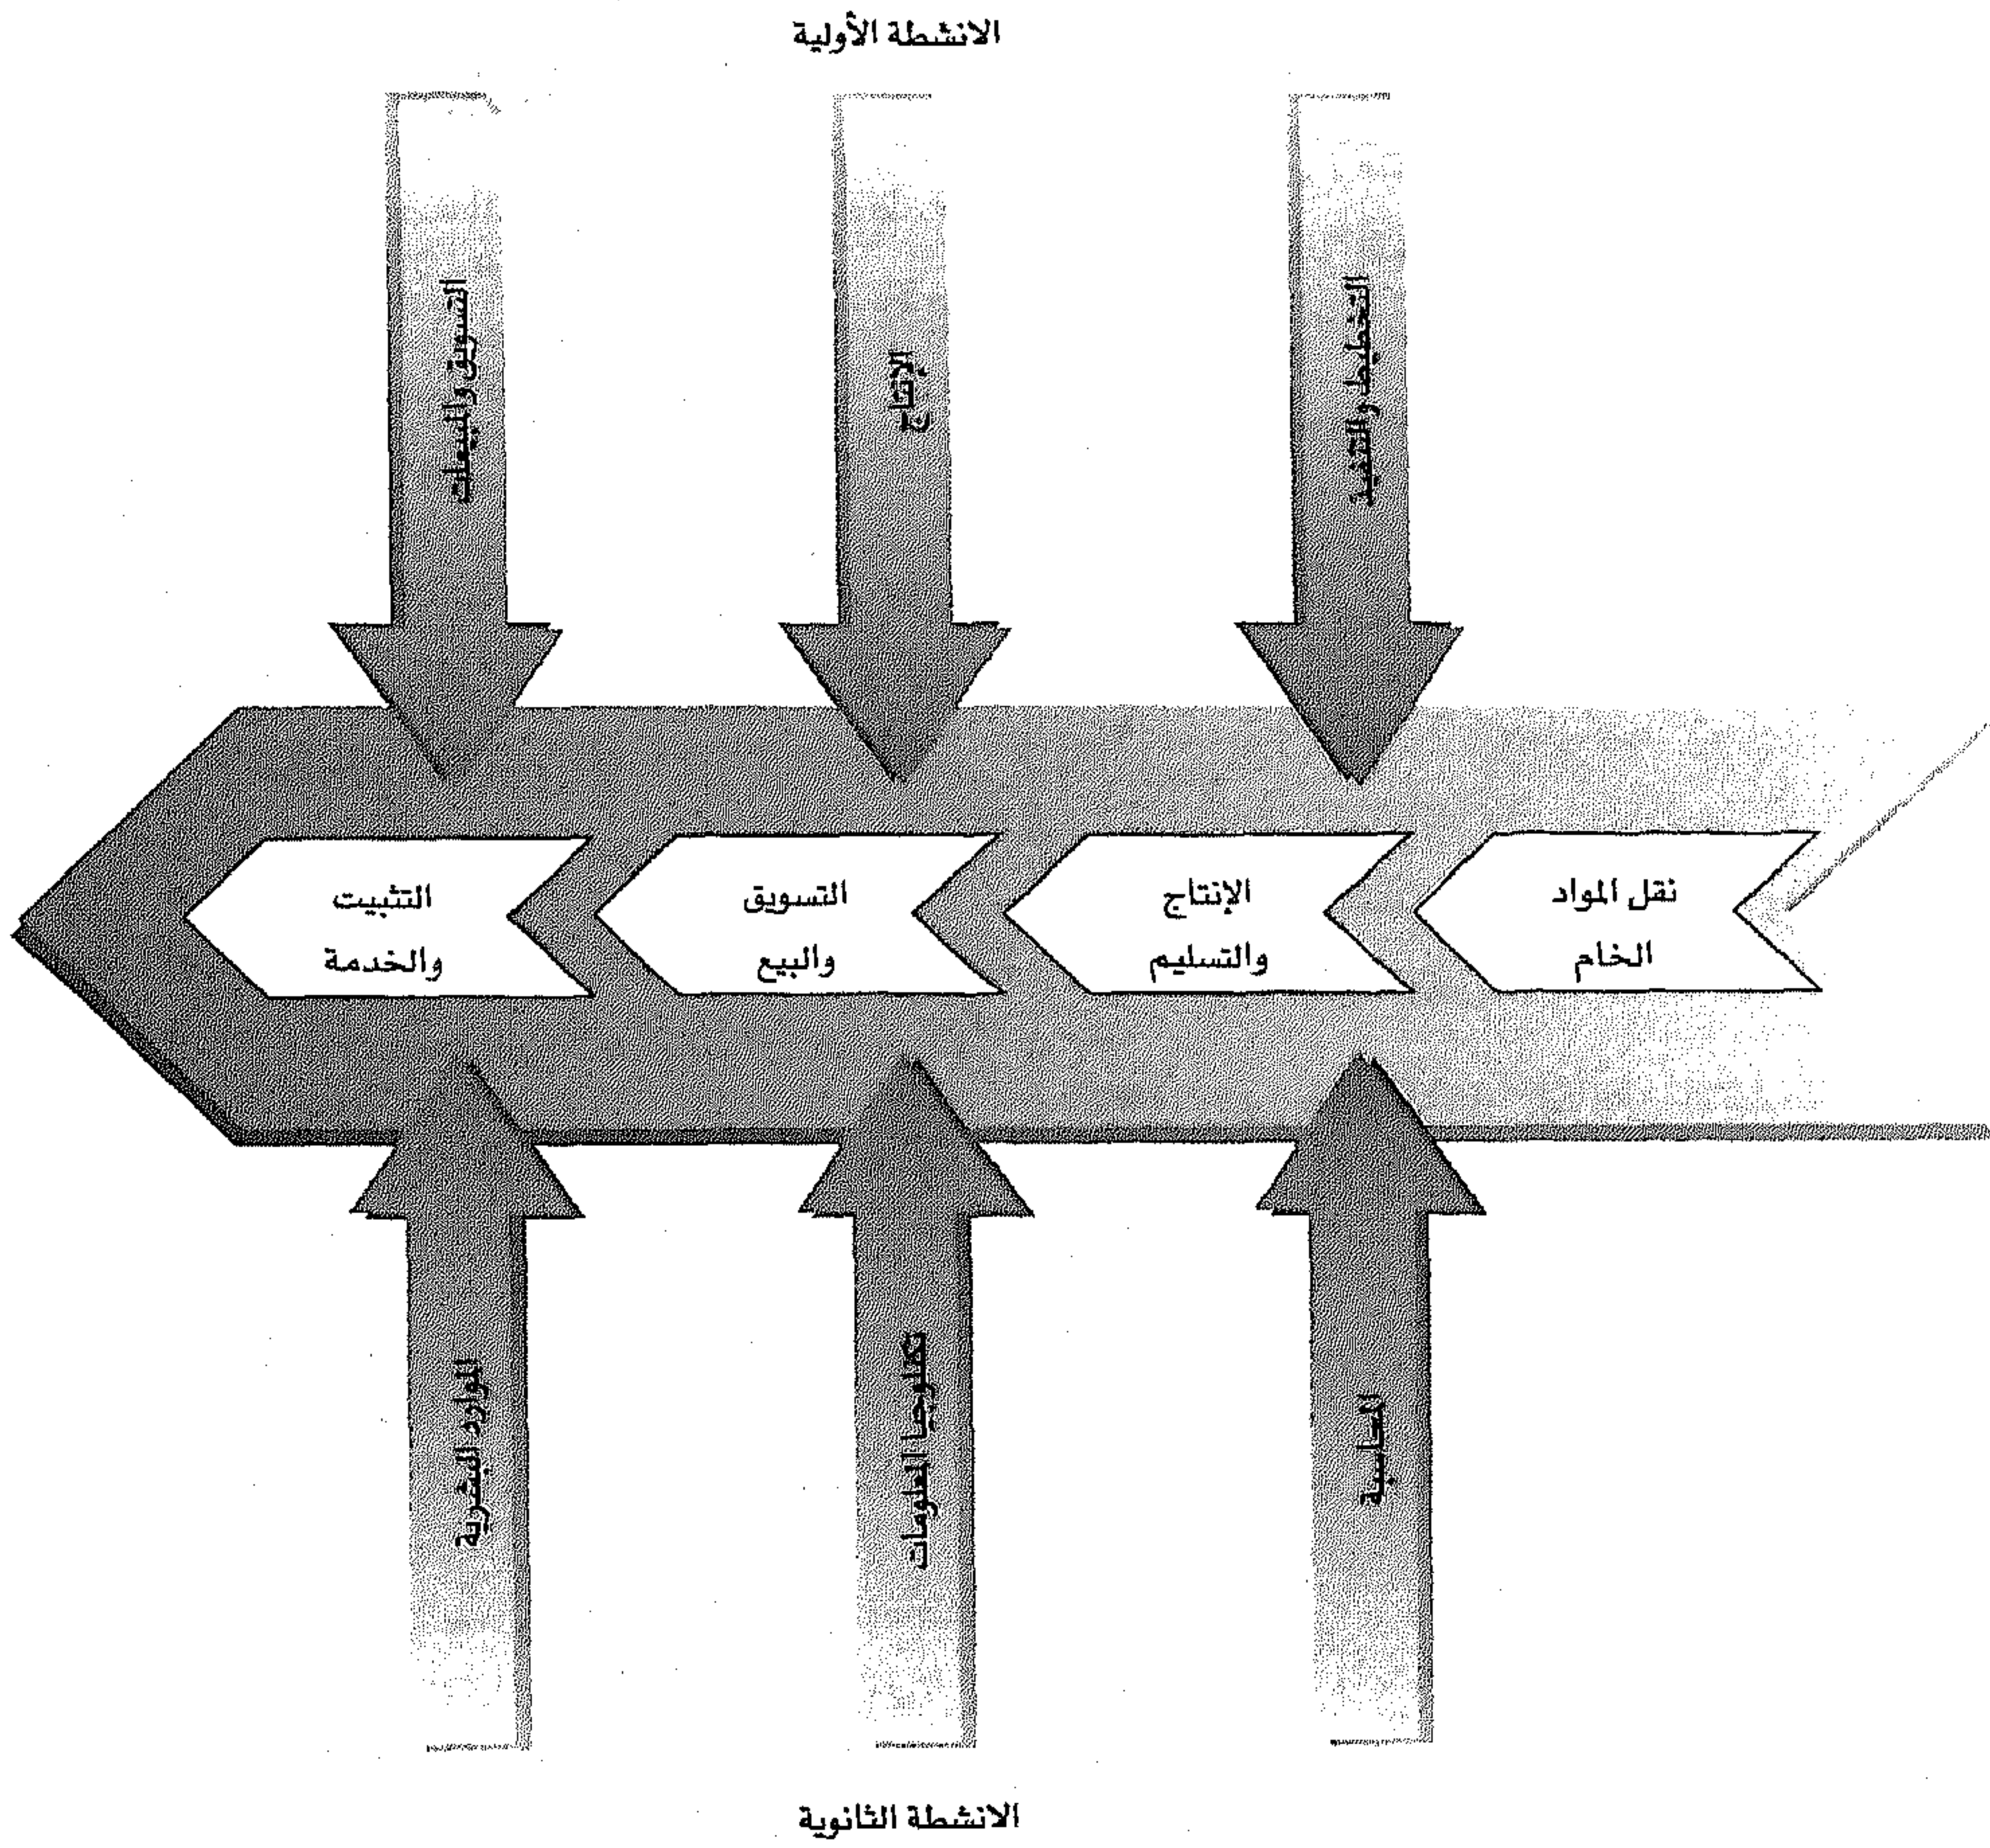 الانشطة الأولية
التخطيط والتنفيذ
الإنتاج
التسويق والمبيعات
نقل المواد
الخام
الإنتاج
والتسليم
التسويق
والبيع
التثبيت
والخدمة
المحاسبة
تكنلوجيا المعلومات
الموارد البشرية
الانشطة الثانوية